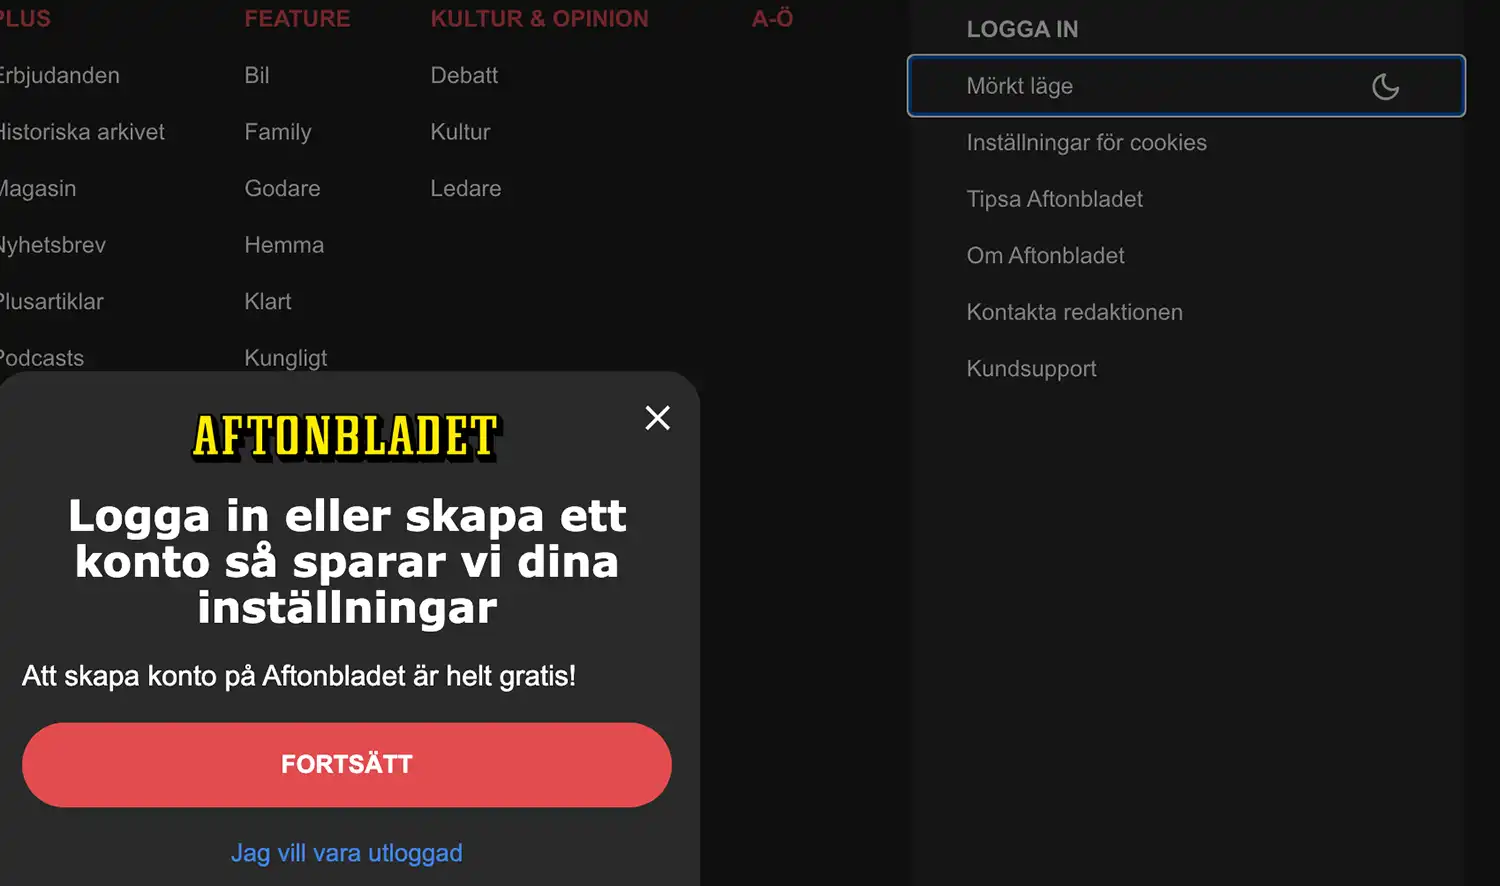 PLUS
Erbjudanden
Historiska arkivet
Magasin
Nyhetsbrev
Plusartiklar
Podcasts
FEATURE
Bil
Family
Godare
Hemma
Klart
Kungligt
KULTUR & OPINION
Debatt
Kultur
Ledare
A-Ö
LOGGA IN
Mörkt läge
Inställningar för cookies
Tipsa Aftonbladet
Om Aftonbladet
Kontakta redaktionen
Kundsupport
AFTONBLADET
Logga in eller skapa ett
konto så sparar vi dina
inställningar
Att skapa konto på Aftonbladet är helt gratis!
FORTSÄTT
Jag vill vara utloggad